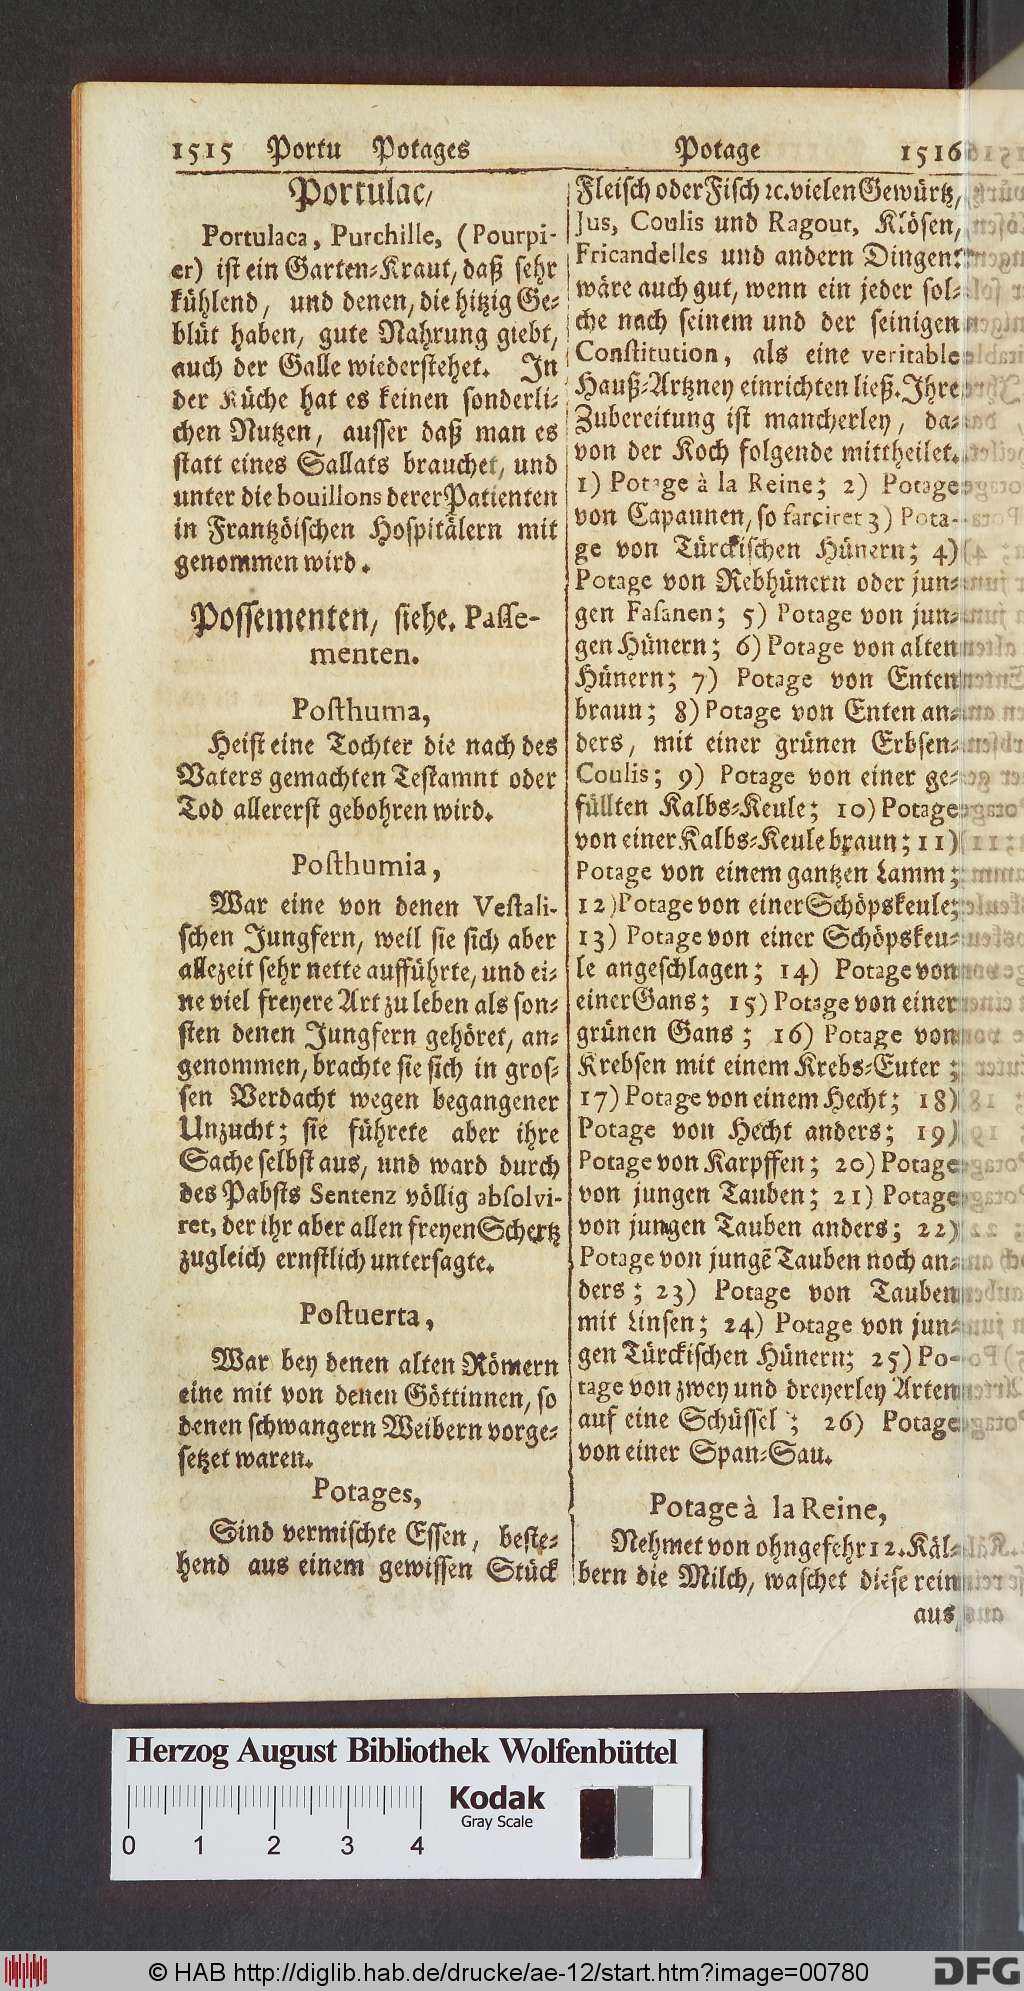 1515 Portu Potages
Portulac/
Portulaca, Purchille, (Pourpi-
er) ist ein Garten-Kraut, daß sehr
kühlend, und denen, die hitzig Ge-
blüt haben, gute Nahrung giebt,
auch der Galle wiederstehet. In
der Küche hat es keinen sonderli-
chen Nutzen, ausser daß man es
statt eines Sallats brauchet, und
unter die bouillons derer Patienten
in Frantzöischen Hospitälern mit
genommen wird.
Possementen, siehe. Passe-
menten.
Posthuma,
Heist eine Tochter die nach des
Vaters gemachten Testamnt oder
Tod allererst gebohren wird.
Posthumia,
War eine von denen Vestali-
schen Jungfern, weil sie sich aber
allezeit sehr nette aufführte, und ei-
ne viel freyere Art zu leben als son-
sten denen Jungfern gehöret, an-
genommen, brachte sie sich in gros-
sen Verdacht wegen begangener
Unzucht; sie führete aber ihre
Sache selbst aus, und ward durch
des Pabsts Sentenz völlig absolvi-
ret, der ihr aber allen freyen Schertz
zugleich ernstlich untersagte.
Postuerta,
War bey denen alten Römern
eine mit von denen Göttinnen, so
denen schwangern Weibern vorge-
setzet waren.
Potages,
Sind vermischte Essen, beste-
hend aus einem gewissen Stück
Potage 1516
Fleisch oder Fisch ꝛc. vielen Gewürtz,
Jus, Coulis und Ragout, Klösen,
Fricandelles und andern Dingen:
wäre auch gut, wenn ein jeder sol-
che nach seinem und der seinigen
Constitution, als eine veritable
Hauß-Artzney einrichten ließ. Ihre
Zubereitung ist mancherley, da-
von der Koch folgende mittheilet.
1) Potage à la Reine; 2) Potage
von Capaunen, so farciret 3) Pota-
ge von Türckischen Hünern; 4)
Potage von Rebhünern oder jun-
gen Fasanen; 5) Potage von jun-
gen Hünern; 6) Potage von alten
Hünern; 7) Potage von Enten
braun; 8) Potage von Enten an-
ders, mit einer grünen Erbsen-
Coulis; 9) Potage von einer ge-
füllten Kalbs-Keule; 10) Potage
von einer Kalbs-Keule braun; 11)
Potage von einem gantzen Lamm;
12) Potage von einer Schöpskeule;
13) Potage von einer Schöpskeu-
le angeschlagen; 14) Potage von
einer Gans; 15) Potage von einer
grünen Gans; 16) Potage von
Krebsen mit einem Krebs-Euter;
17) Potage von einem Hecht; 18)
Potage von Hecht anders; 19)
Potage von Karpffen; 20) Potage
von jungen Tauben; 21) Potage
von jungen Tauben anders; 22)
Potage von jungẽ Tauben noch an-
ders; 23) Potage von Tauben
mit Linsen; 24) Potage von jun-
gen Türckischen Hünern; 25) Po-
tage von zwey und dreyerley Arten
auf eine Schüssel; 26) Potage
von einer Span-Sau.
Potage à la Reine,
Nehmet von ohngefehr 12. Käl-
bern die Milch, waschet diese rein
aus
Herzog August Bibliothek Wolfenbüttel
Kodak
Gray Scale
0 1 2 3 4
© HAB http://diglib.hab.de/drucke/ae-12/start.htm?image=00780
DFG